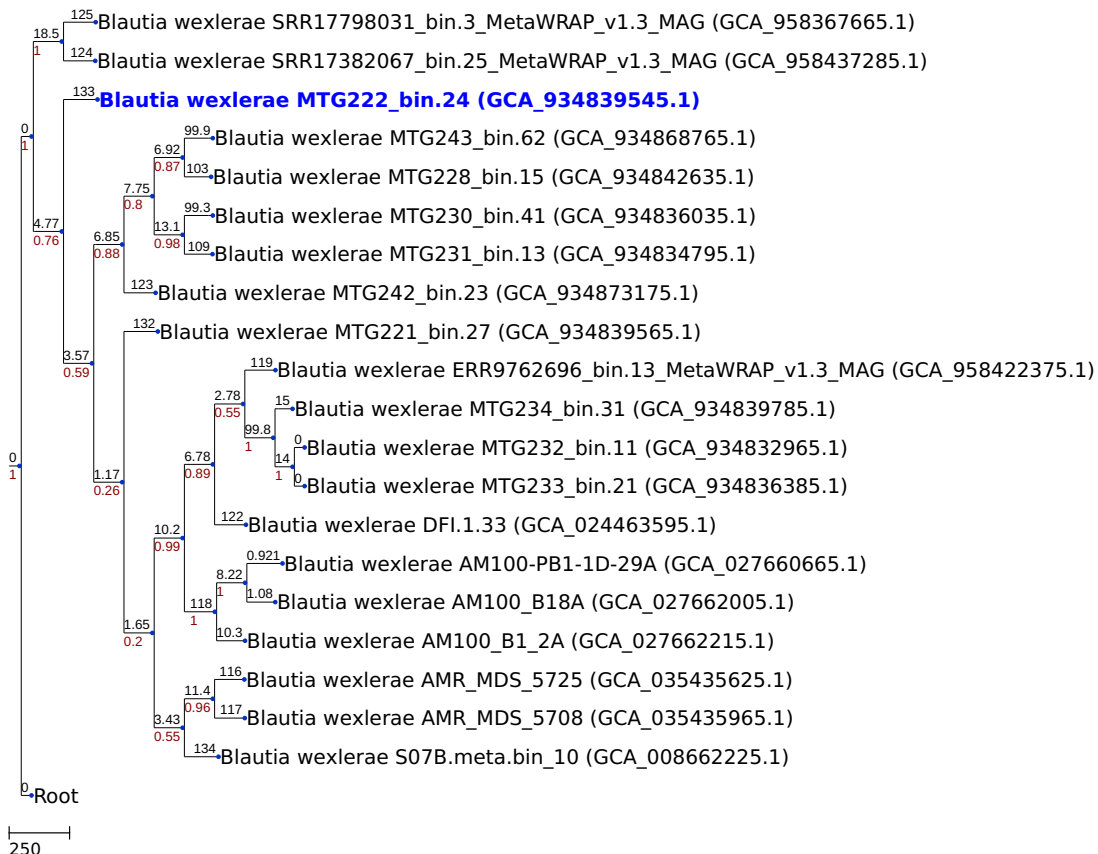 125 Blautia wexlerae SRR17798031_bin.3_MetaWRAP_v1.3_MAG (GCA_958367665.1)
18.5
1
124 Blautia wexlerae SRR17382067_bin.25_MetaWRAP_v1.3_MAG (GCA_958437285.1)
133 Blautia wexlerae MTG222_bin.24 (GCA_934839545.1)
0
1
99.9 Blautia wexlerae MTG243_bin.62 (GCA_934868765.1)
6.92
0.87
103 Blautia wexlerae MTG228_bin.15 (GCA_934842635.1)
7.75
0.8
99.3 Blautia wexlerae MTG230_bin.41 (GCA_934836035.1)
13.1
0.98
4.77
0.76
109 Blautia wexlerae MTG231_bin.13 (GCA_934834795.1)
6.85
0.88
123 Blautia wexlerae MTG242_bin.23 (GCA_934873175.1)
132 Blautia wexlerae MTG221_bin.27 (GCA_934839565.1)
3.57
0.59
119 Blautia wexlerae ERR9762696_bin.13_MetaWRAP_v1.3_MAG (GCA_958422375.1)
2.78
0.55
15 Blautia wexlerae MTG234_bin.31 (GCA_934839785.1)
99.8
1
0 Blautia wexlerae MTG232_bin.11 (GCA_934832965.1)
14
1
0 Blautia wexlerae MTG233_bin.21 (GCA_934836385.1)
6.78
0.89
0
1
1.17
0.26
122 Blautia wexlerae DFI.1.33 (GCA_024463595.1)
10.2
0.99
0.921 Blautia wexlerae AM100-PB1-1D-29A (GCA_027660665.1)
8.22
1
1.08 Blautia wexlerae AM100_B18A (GCA_027662005.1)
118
1
10.3 Blautia wexlerae AM100_B1_2A (GCA_027662215.1)
1.65
0.2
116 Blautia wexlerae AMR_MDS_5725 (GCA_035435625.1)
11.4
0.96
117 Blautia wexlerae AMR_MDS_5708 (GCA_035435965.1)
3.43
0.55
134 Blautia wexlerae S07B.meta.bin_10 (GCA_008662225.1)
0 Root
250